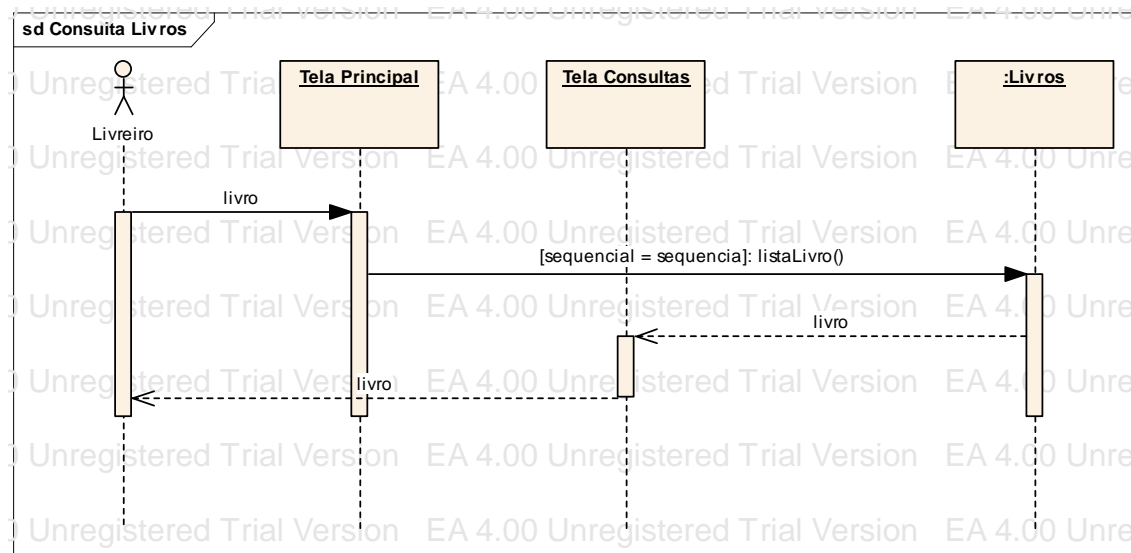 sd Consulta Livros
Livreiro
Tela Principal
Tela Consultas
:Livros
livro
[sequencial = sequencia]: listaLivro()
livro
livro
EA 4.00 Unregistered Trial Version